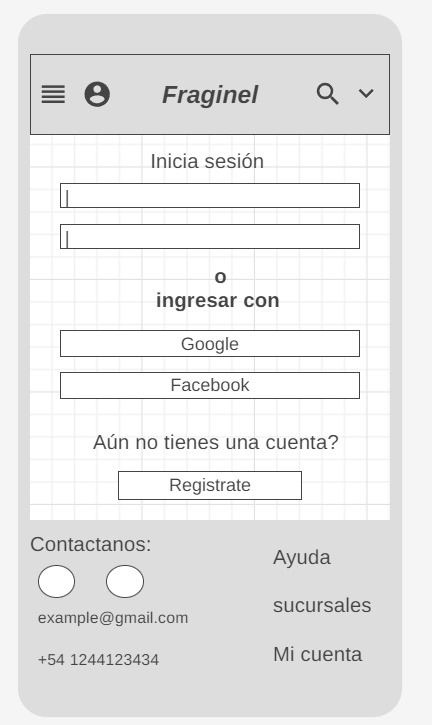 Fraginel
Inicia sesión
o
ingresar con
Google
Facebook
Aún no tienes una cuenta?
Registrate
Contactanos:
example@gmail.com
+54 1244123434
Ayuda
sucursales
Mi cuenta